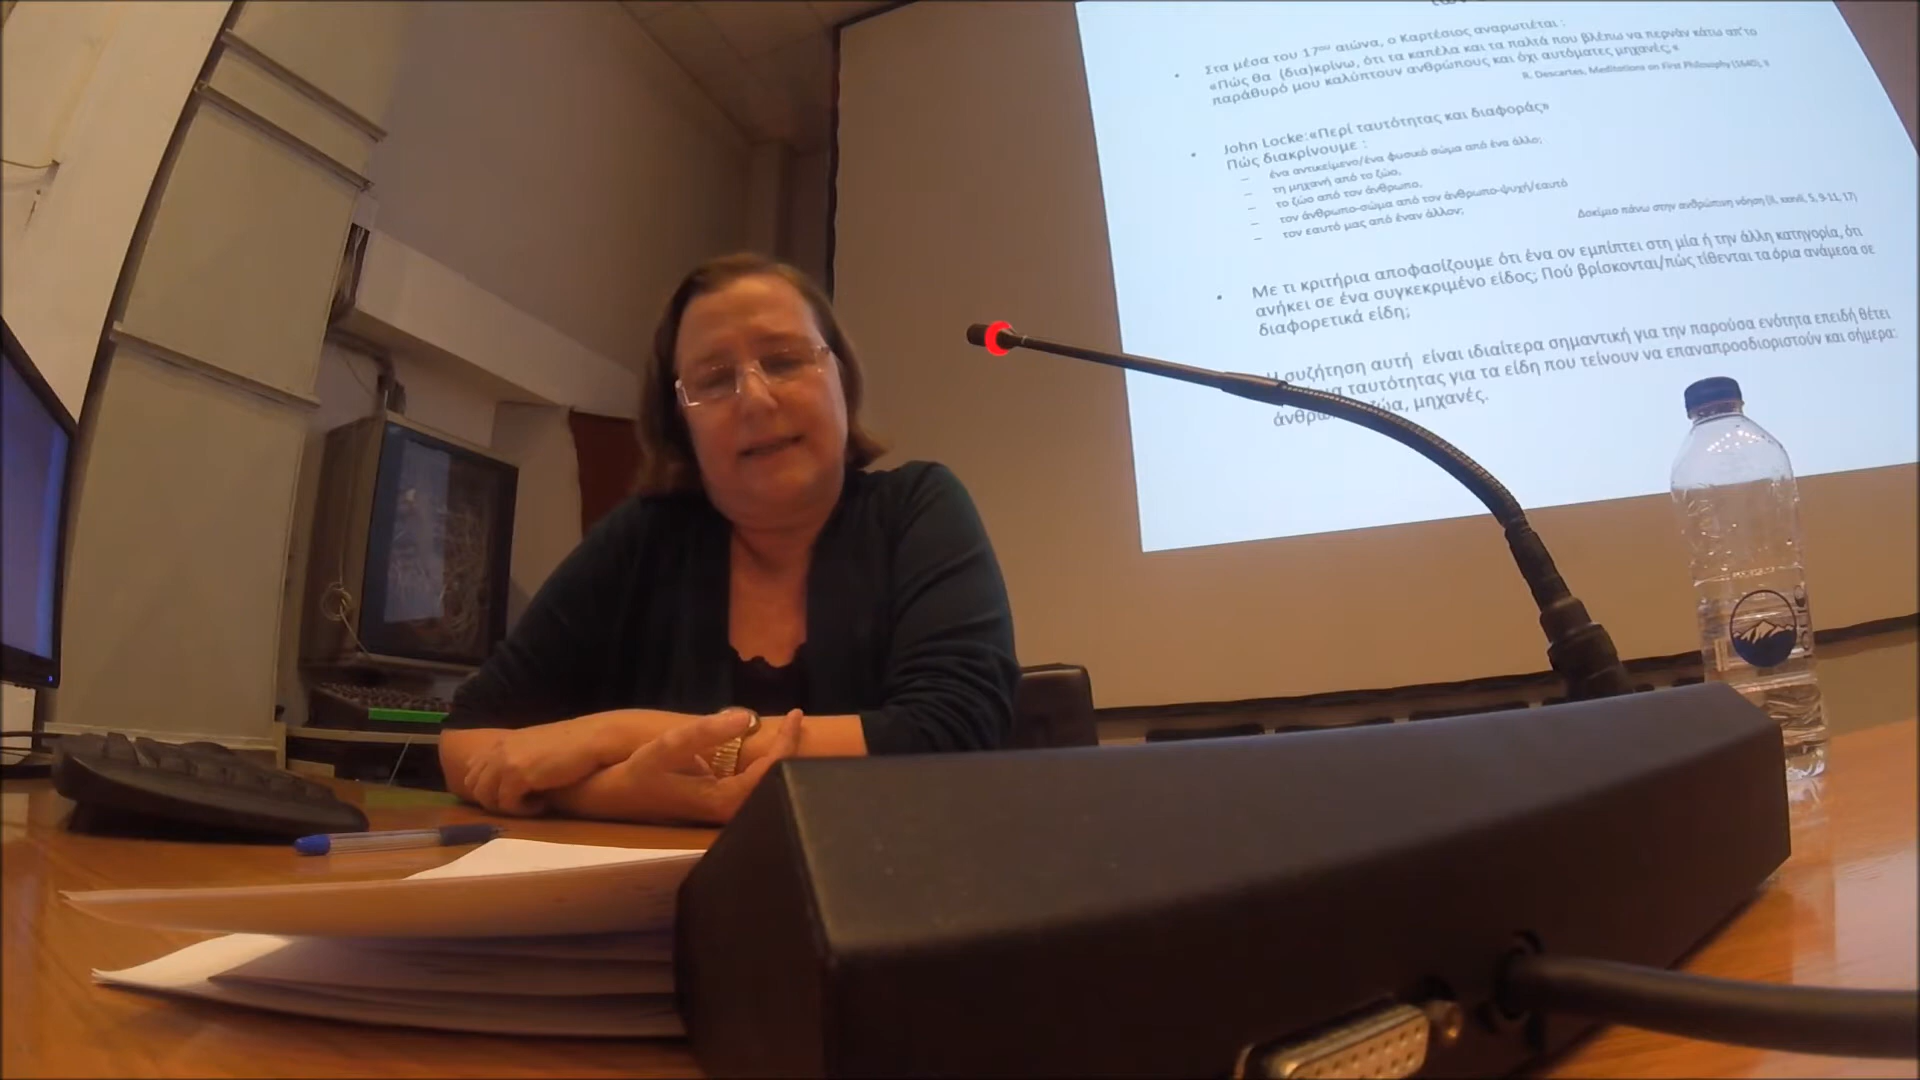 Στα μέσα του 17ου αιώνα, ο Καρτέσιος αναρωτιέται :
«Πώς θα (δια)κρίνω, ότι τα καπέλα και τα παλτά που βλέπω να περνάν κάτω απ'το
παράθυρό μου καλύπτουν ανθρώπους και όχι αυτόματες μηχανές; «
R. Descartes, Meditations on First Philosophy (1640), II
John Locke:«Περί ταυτότητας και διαφοράς»
Πώς διακρίνουμε :
– ένα αντικείμενο/ένα φυσικό σώμα από ένα άλλο;
– τη μηχανή από το ζώο,
– το ζώο από τον άνθρωπο,
– τον άνθρωπο-σώμα από τον άνθρωπο-ψυχή/εαυτό
– τον εαυτό μας από έναν άλλον;
Δοκίμιο πάνω στην ανθρώπινη νόηση (II, xxvii, 5, 9-11, 17)
Με τι κριτήρια αποφασίζουμε ότι ένα ον εμπίπτει στη μία ή την άλλη κατηγορία, ότι
ανήκει σε ένα συγκεκριμένο είδος; Πού βρίσκονται/πώς τίθενται τα όρια ανάμεσα σε
διαφορετικά είδη;
συζήτηση αυτή είναι ιδιαίτερα σημαντική για την παρούσα ενότητα επειδή θέτει
ταυτότητας για τα είδη που τείνουν να επαναπροσδιοριστούν και σήμερα:
μηχανές.